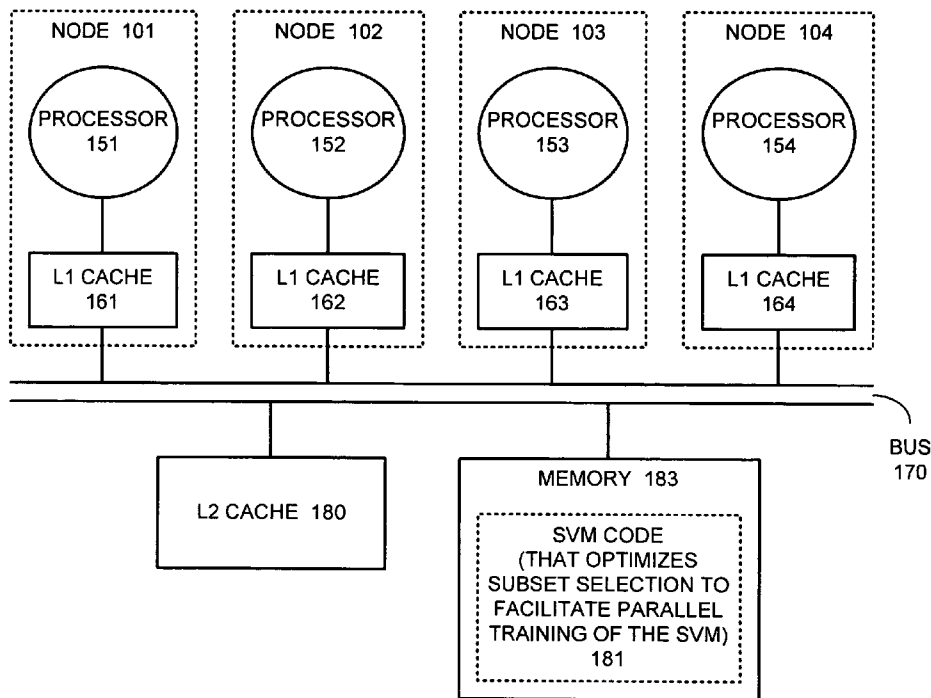 NODE 101
NODE 102
NODE 103
NODE 104
PROCESSOR
151
PROCESSOR
152
PROCESSOR
153
PROCESSOR
154
L1 CACHE
161
L1 CACHE
162
L1 CACHE
163
L1 CACHE
164
BUS
170
L2 CACHE 180
MEMORY 183
SVM CODE
(THAT OPTIMIZES
SUBSET SELECTION TO
FACILITATE PARALLEL
TRAINING OF THE SVM)
181